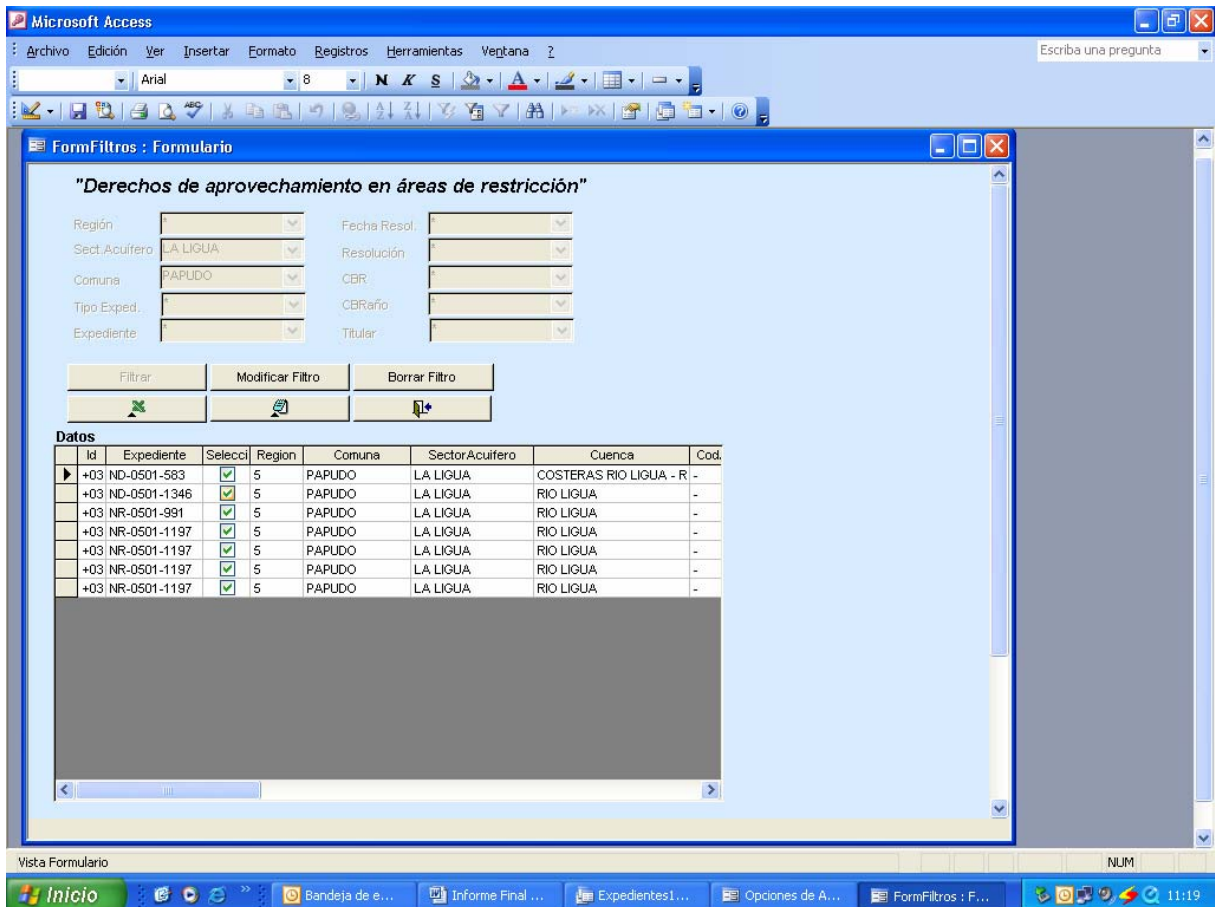 Microsoft Access
Archivo Edición Ver Insertar Formato Registros Herramientas Ventana ? Escriba una pregunta
Arial 8 N K S
FormFiltros : Formulario
"Derechos de aprovechamiento en áreas de restricción"
Región * Fecha Resol. *
Sect.Acuífero LA LIGUA Resolución *
Comuna PAPUDO CBR *
Tipo Exped. * CBRaño *
Expediente * Titular *
Filtrar Modificar Filtro Borrar Filtro
Datos
Id Expediente Selecci Region Comuna SectorAcuifero Cuenca Cod.
+03 ND-0501-583 5 PAPUDO LA LIGUA COSTERAS RIO LIGUA - R -
+03 ND-0501-1346 5 PAPUDO LA LIGUA RIO LIGUA -
+03 NR-0501-991 5 PAPUDO LA LIGUA RIO LIGUA -
+03 NR-0501-1197 5 PAPUDO LA LIGUA RIO LIGUA -
+03 NR-0501-1197 5 PAPUDO LA LIGUA RIO LIGUA -
+03 NR-0501-1197 5 PAPUDO LA LIGUA RIO LIGUA -
+03 NR-0501-1197 5 PAPUDO LA LIGUA RIO LIGUA -
Vista Formulario NUM
Inicio » Bandeja de e... Informe Final ... Expedientes1... Opciones de A... FormFiltros : F... 11:19